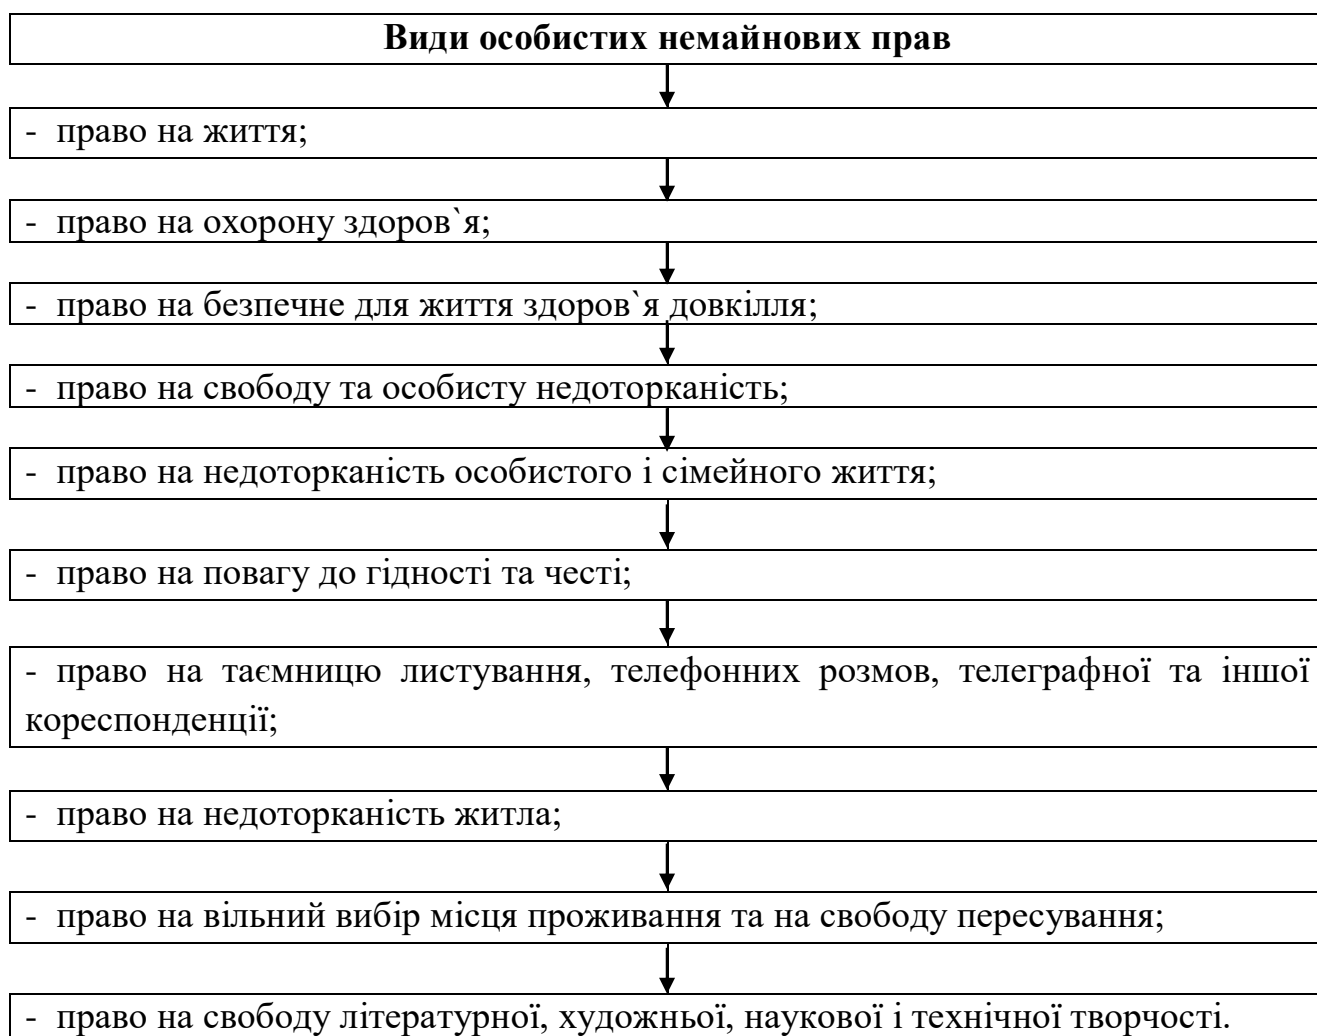 Види особистих немайнових прав
- право на життя;
- право на охорону здоров`я;
- право на безпечне для життя здоров`я довкілля;
- право на свободу та особисту недоторканість;
- право на недоторканість особистого і сімейного життя;
- право на повагу до гідності та честі;
- право на таємницю листування, телефонних розмов, телеграфної та іншої
кореспонденції;
- право на недоторканість житла;
- право на вільний вибір місця проживання та на свободу пересування;
- право на свободу літературної, художньої, наукової і технічної творчості.